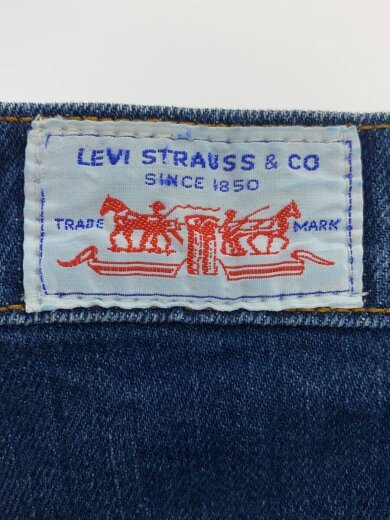 LEVI STRAUSS & CO
SINCE 1850
TRADE MARK